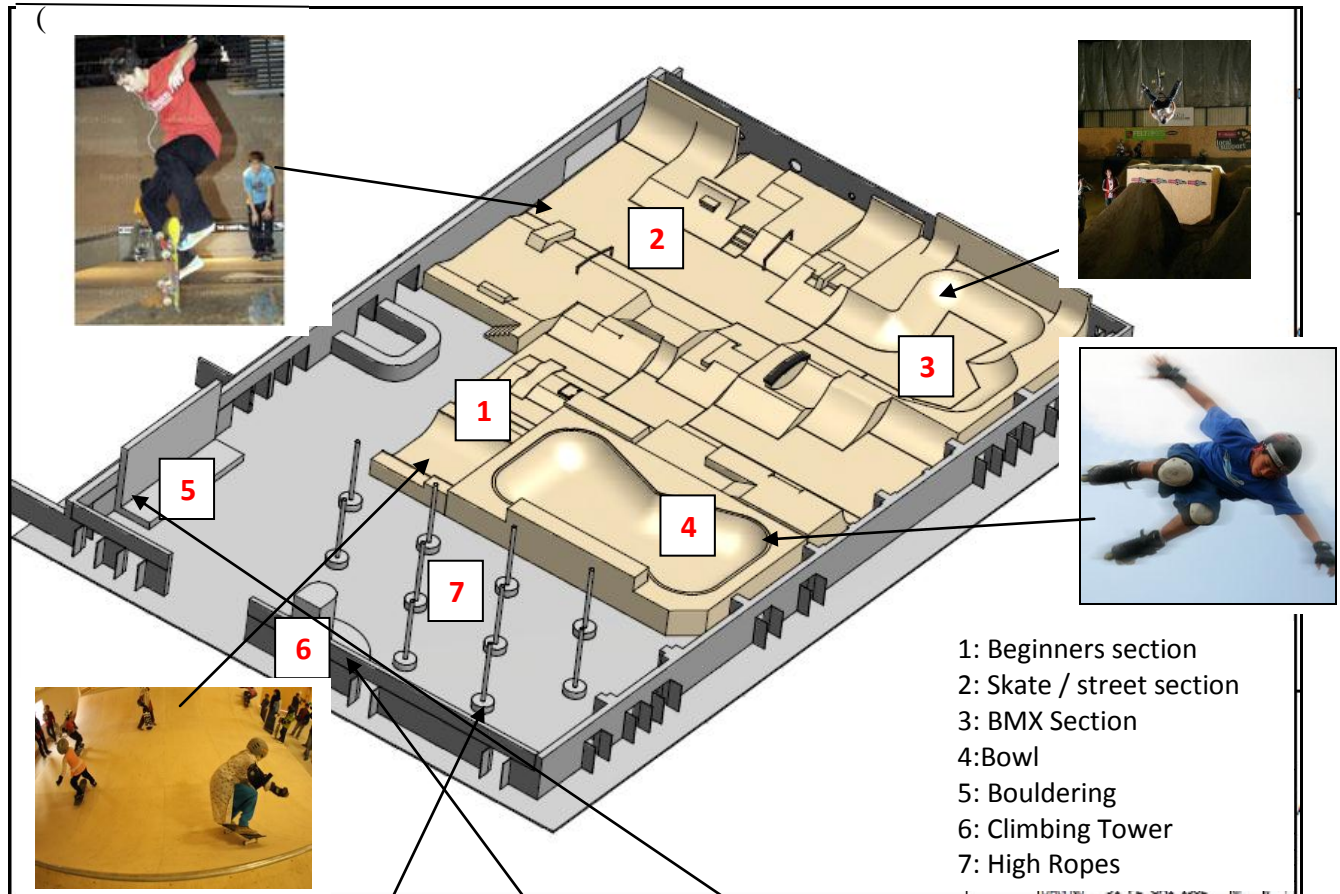 (
2
3
1
5
4
7
6
1: Beginners section
2: Skate / street section
3: BMX Section
4:Bowl
5: Bouldering
6: Climbing Tower
7: High Ropes